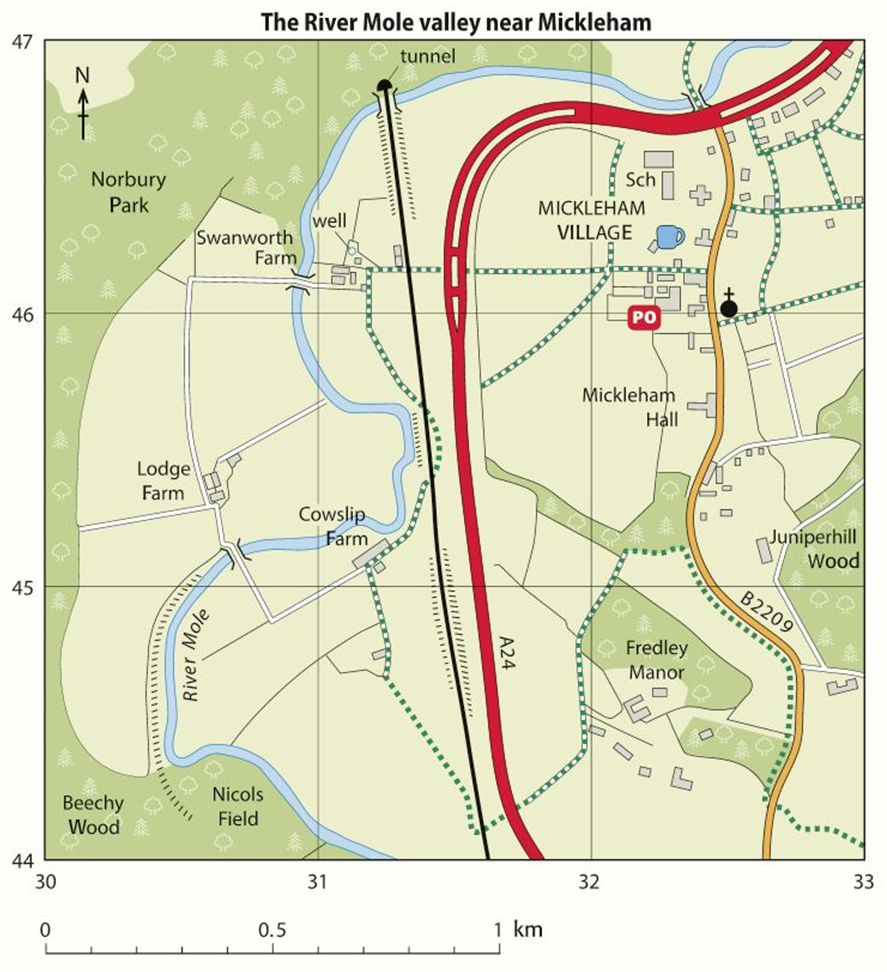 The River Mole valley near Mickleham
47
N
tunnel
Norbury
Park
Sch
MICKLEHAM
VILLAGE
well
Swanworth
Farm
46
PO
Mickleham
Hall
Lodge
Farm
Cowslip
Farm
Juniperhill
Wood
45
B2209
River Mole
A24
Fredley
Manor
Beechy
Wood
Nicols
Field
44
30
31
32
33
0
0.5
1 km